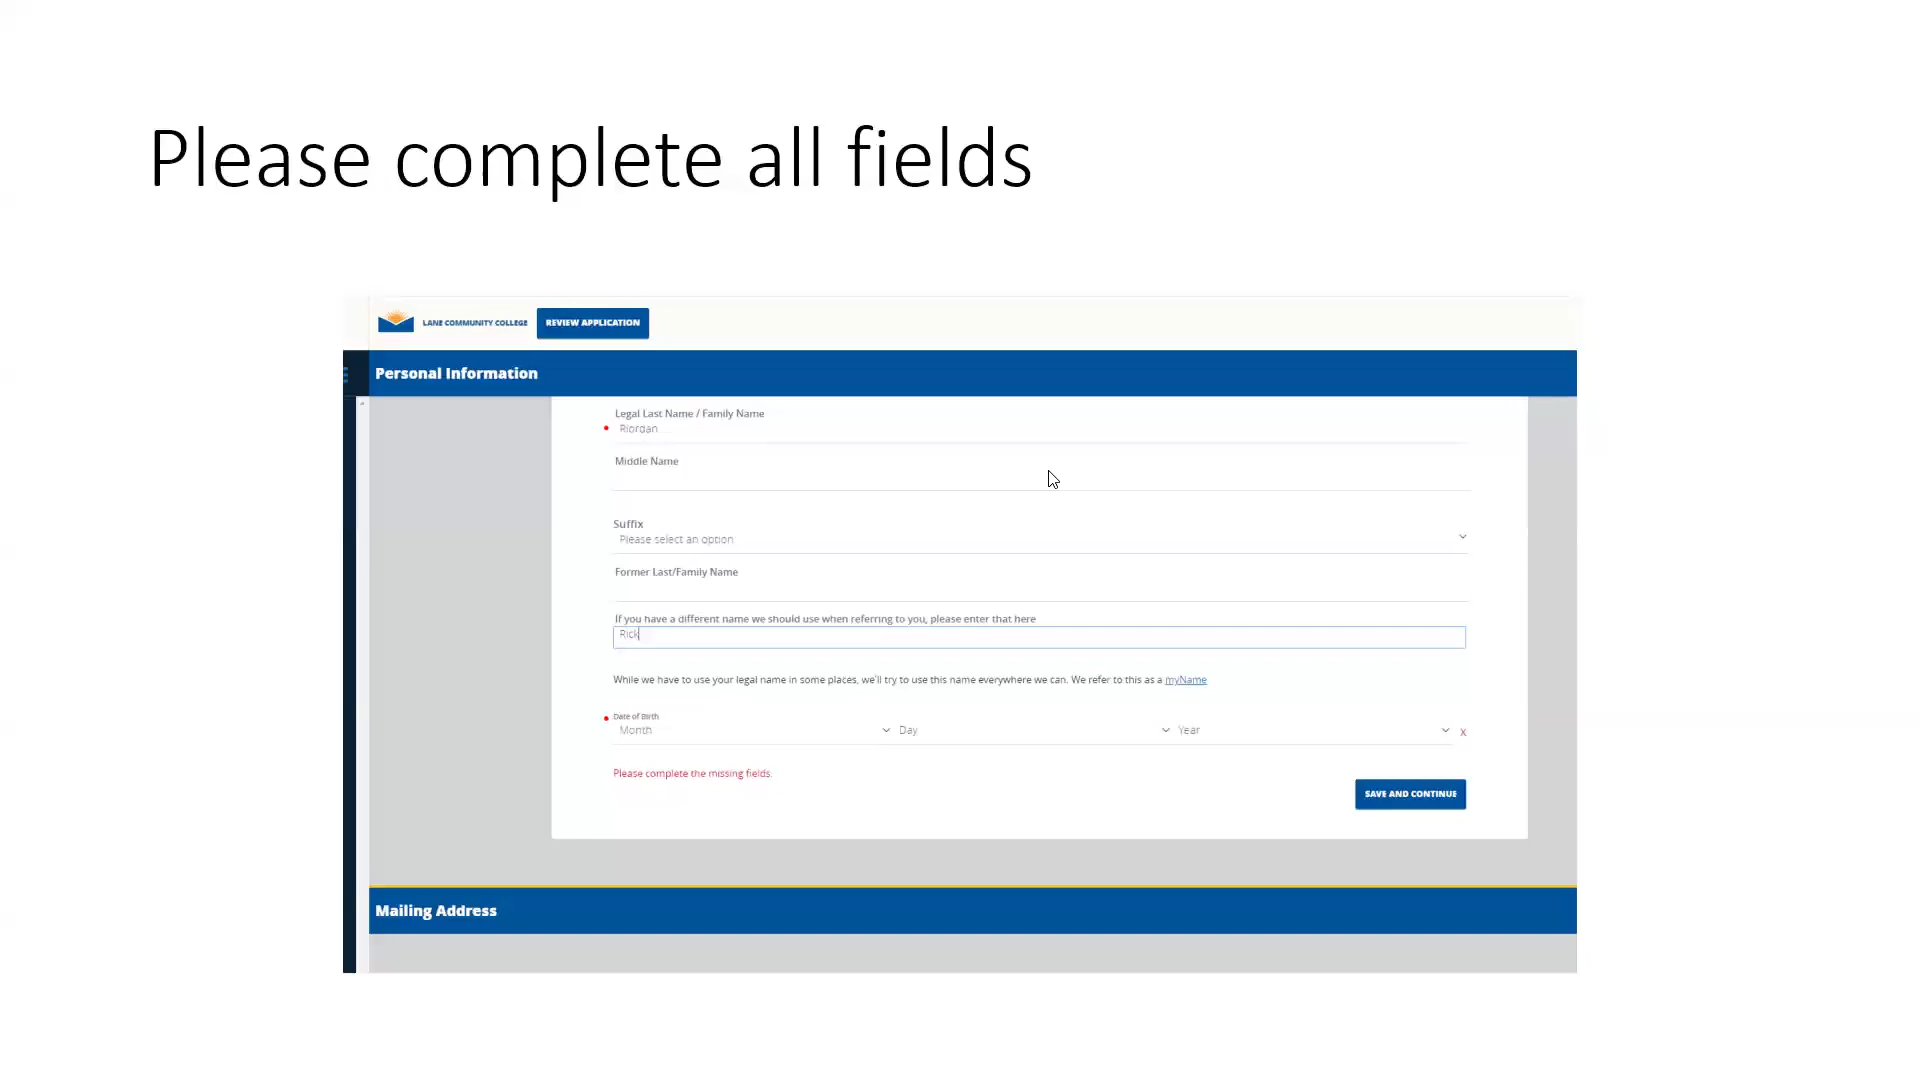 Please complete all fields
LANE COMMUNITY COLLEGE
REVIEW APPLICATION
Personal Information
Legal Last Name / Family Name
Riordan
Middle Name
Suffix
Please select an option
Former Last/Family Name
If you have a different name we should use when referring to you, please enter that here
Rick
While we have to use your legal name in some places, we'll try to use this name everywhere we can. We refer to this as a myName
Date of Birth
Month Day Year x
Please complete the missing fields.
SAVE AND CONTINUE
Mailing Address